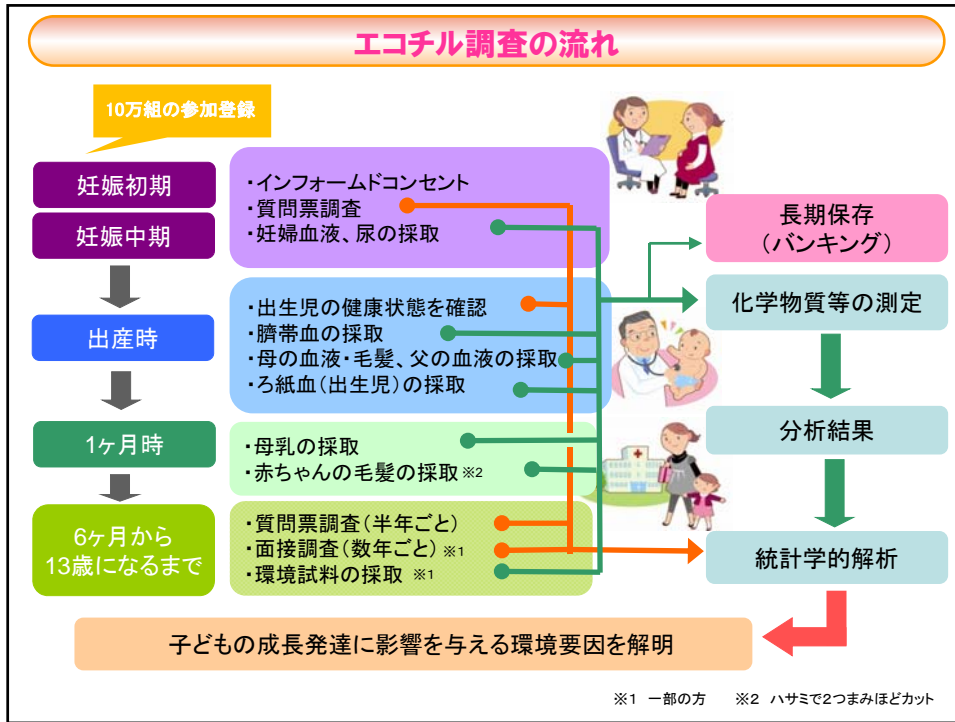 エコチル調査の流れ
10万組の参加登録
妊娠初期
妊娠中期
・インフォームドコンセント
・質問票調査
・妊婦血液、尿の採取
出産時
・出生児の健康状態を確認
・臍帯血の採取
・母の血液・毛髪、父の血液の採取
・ろ紙血(出生児)の採取
1ヶ月時
・母乳の採取
・赤ちゃんの毛髪の採取※2
6ヶ月から
13歳になるまで
・質問票調査(半年ごと)
・面接調査(数年ごと)※1
・環境試料の採取 ※1
長期保存
(バンキング)
化学物質等の測定
分析結果
統計学的解析
子どもの成長発達に影響を与える環境要因を解明
※1 一部の方 ※2 ハサミで2つまみほどカット